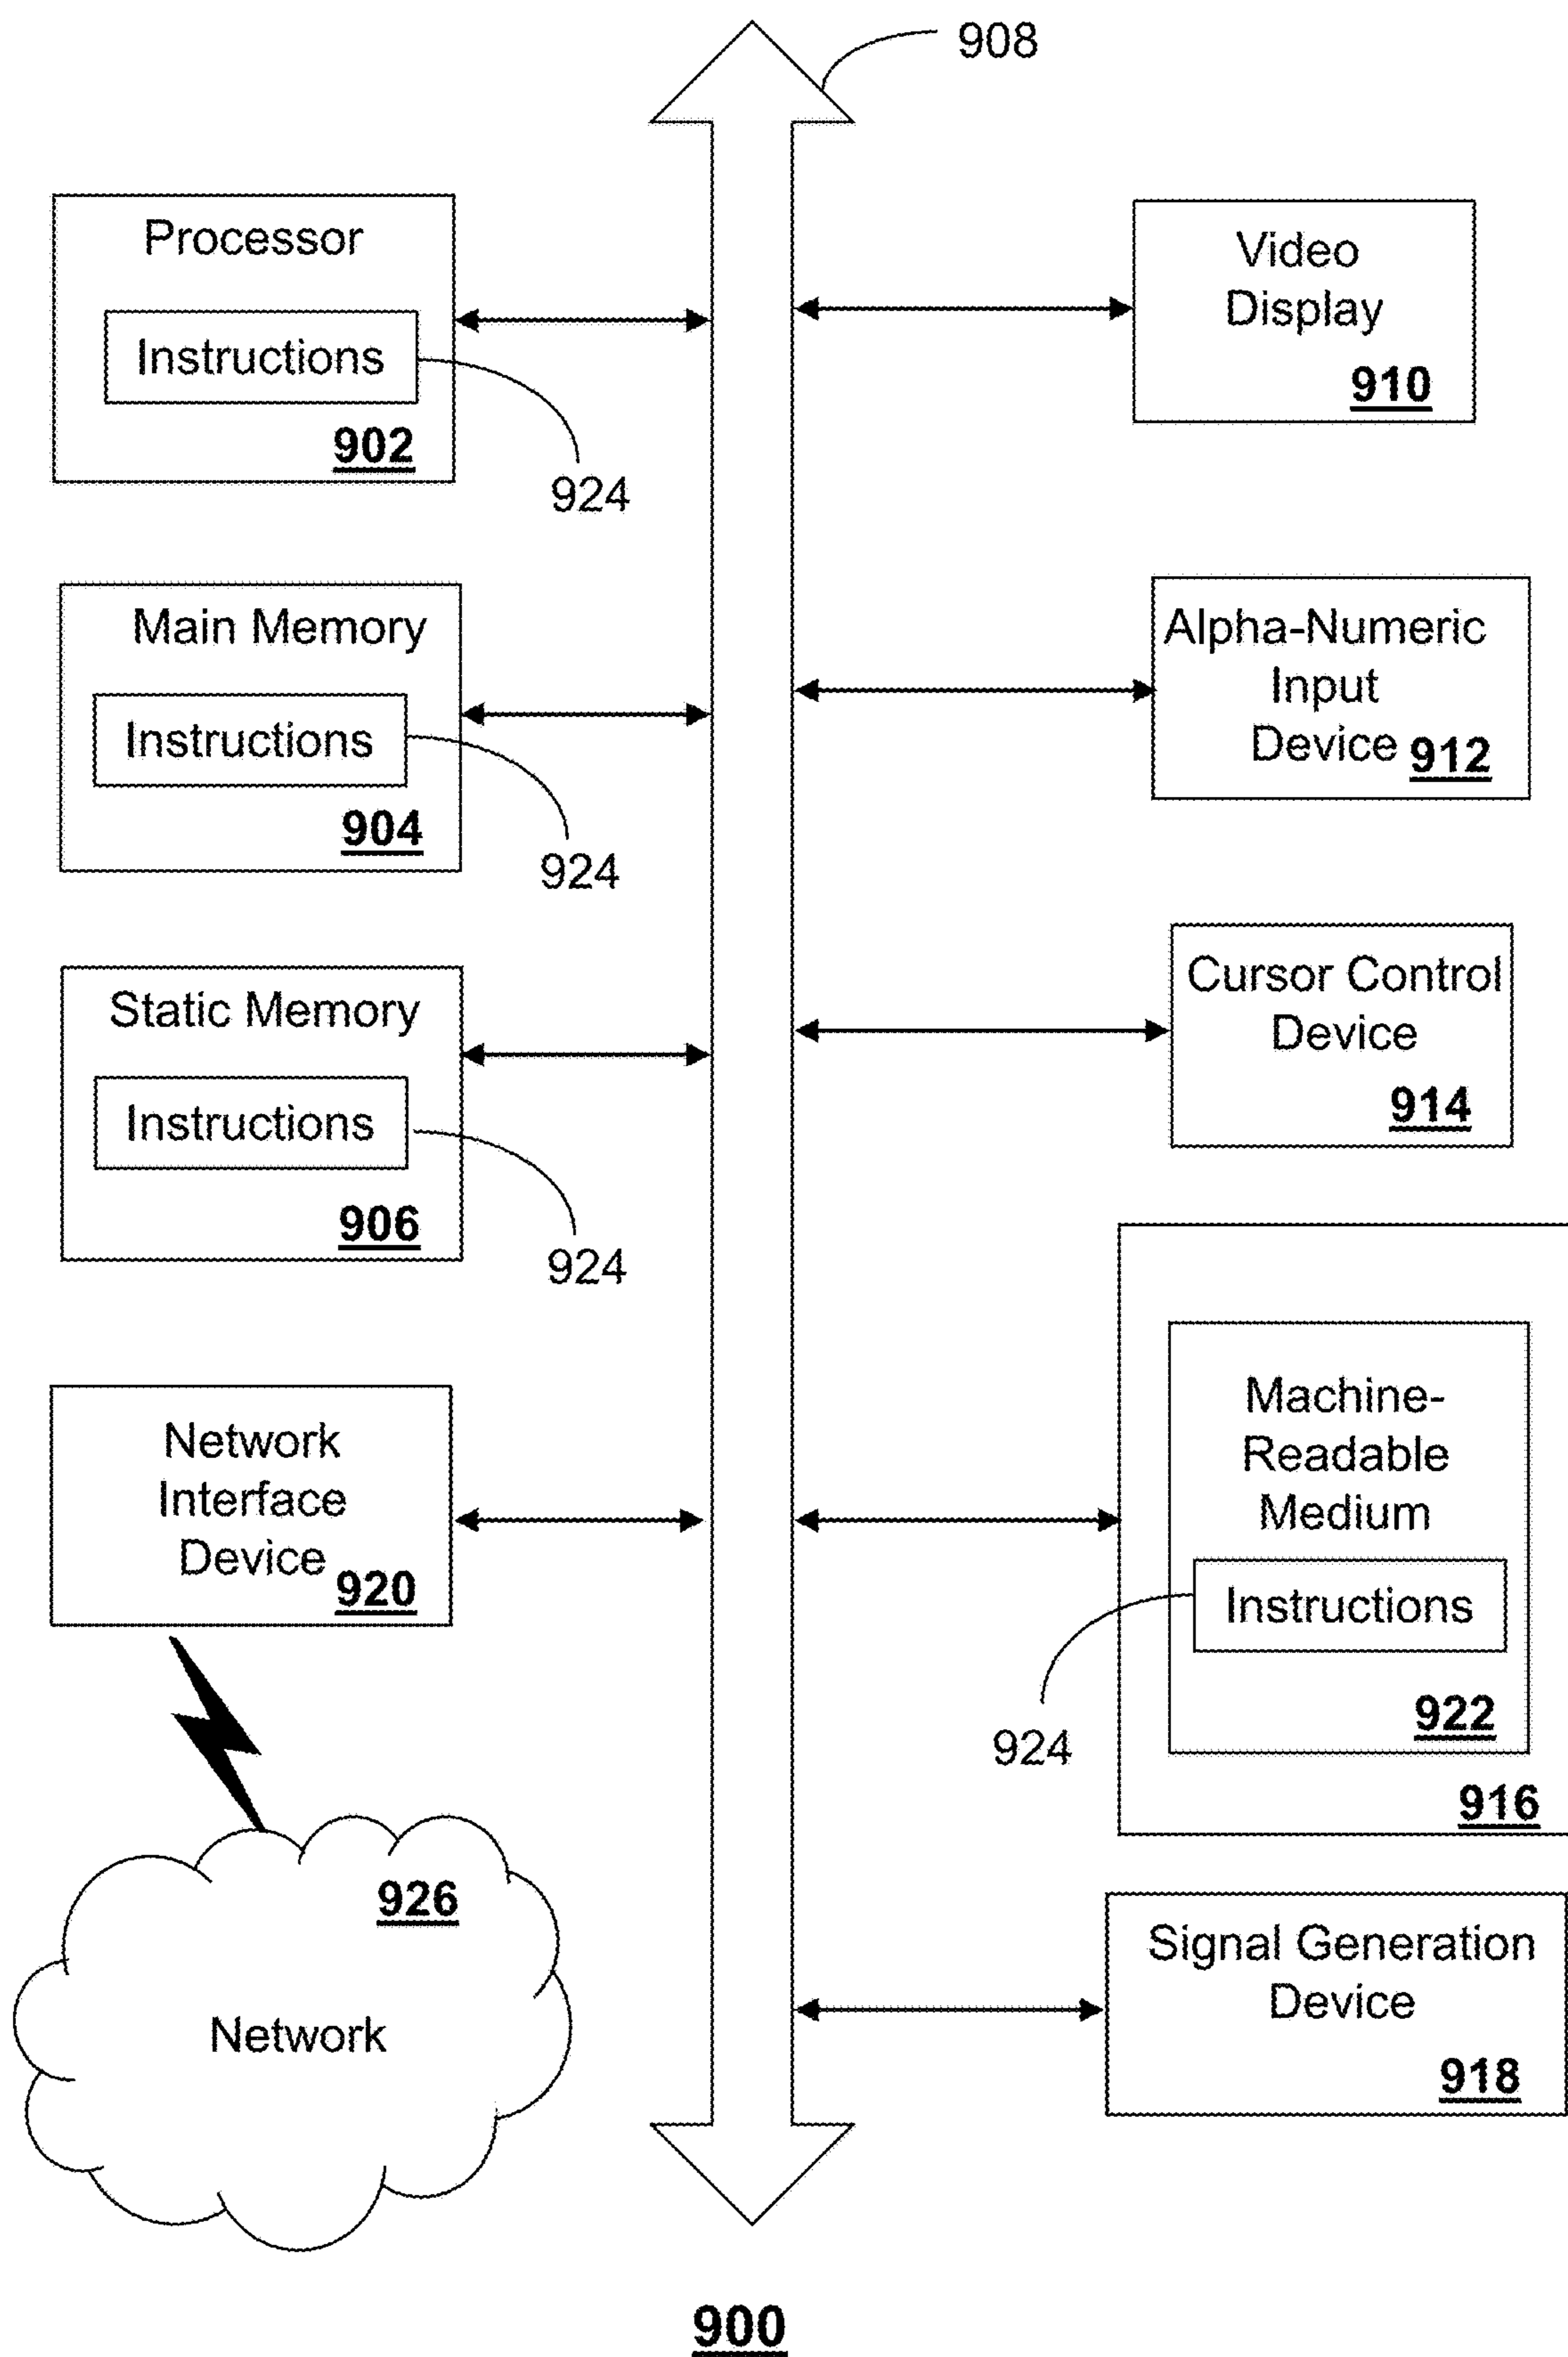 908
Processor
Instructions
902
924
Main Memory
Instructions
904
924
Static Memory
Instructions
906
924
Network
Interface
Device
920
926
Network
Video
Display
910
Alpha-Numeric
Input
Device
912
Cursor Control
Device
914
Machine-
Readable
Medium
Instructions
922
924
916
Signal Generation
Device
918
900